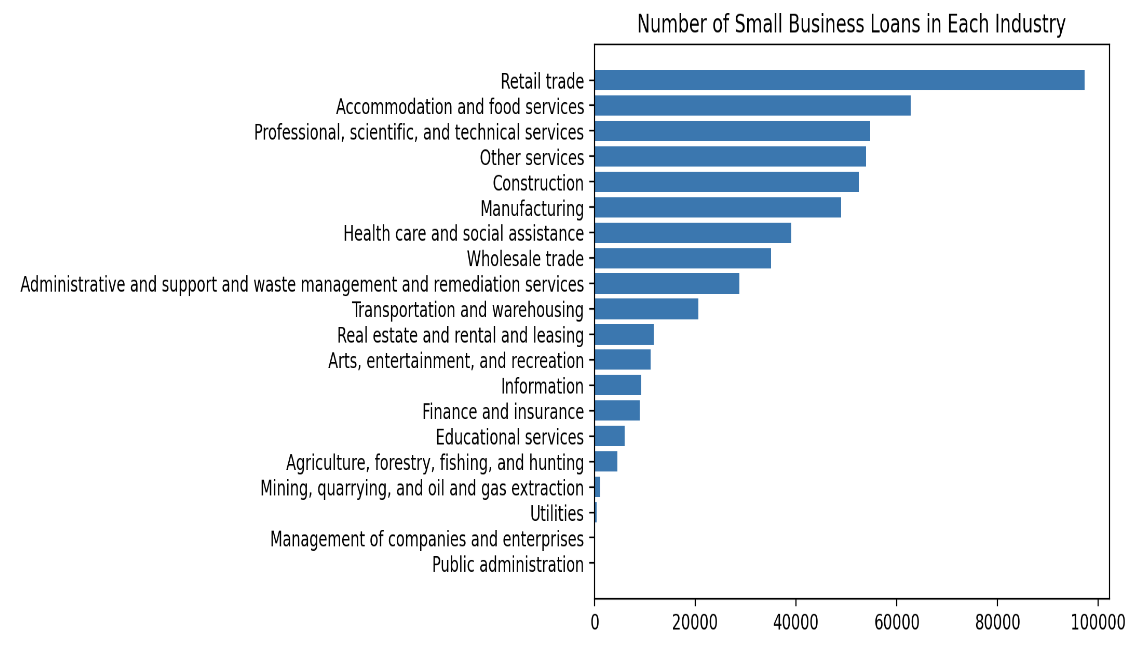 Number of Small Business Loans in Each Industry
Retail trade
Accommodation and food services
Professional, scientific, and technical services
Other services
Construction
Manufacturing
Health care and social assistance
Wholesale trade
Administrative and support and waste management and remediation services
Transportation and warehousing
Real estate and rental and leasing
Arts, entertainment, and recreation
Information
Finance and insurance
Educational services
Agriculture, forestry, fishing, and hunting
Mining, quarrying, and oil and gas extraction
Utilities
Management of companies and enterprises
Public administration
0 20000 40000 60000 80000 100000